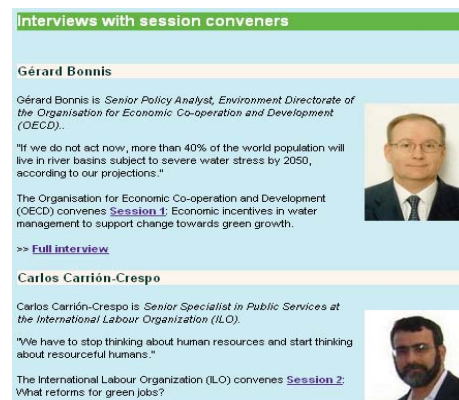 Interviews with session conveners
Gérard Bonnis
Gérard Bonnis is Senior Policy Analyst, Environment Directorate of
the Organisation for Economic Co-operation and Development
(OECD)..
"If we do not act now, more than 40% of the world population will
live in river basins subject to severe water stress by 2050,
according to our projections."
The Organisation for Economic Co-operation and Development
(OECD) convenes Session 1: Economic incentives in water
management to support change towards green growth.
>> Full interview
Carlos Carrión-Crespo
Carlos Carrión-Crespo is Senior Specialist in Public Services at
the International Labour Organization (ILO).
"We have to stop thinking about human resources and start thinking
about resourceful humans."
The International Labour Organization (ILO) convenes Session 2:
What reforms for green jobs?